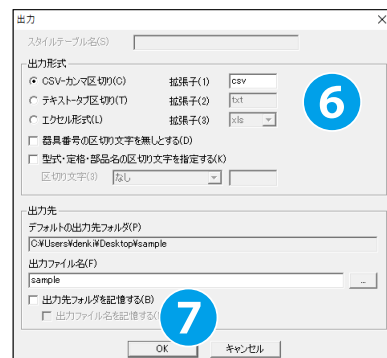 出力
スタイルテーブル名(S)
出力形式
CSV-カンマ区切り(C) 拡張子(1) csv
テキスト-タブ区切り(T) 拡張子(2) txt
エクセル形式(L) 拡張子(3) xls
器具番号の区切り文字を無しとする(D)
型式・定格・部品名の区切り文字を指定する(K)
区切り文字(3) なし
6
出力先
デフォルトの出力先フォルダ(P)
C:¥Users¥denki¥Desktop¥sample
出力ファイル名(F)
sample ...
出力先フォルダを記憶する(B)
出力ファイル名を記憶する
7
OK キャンセル